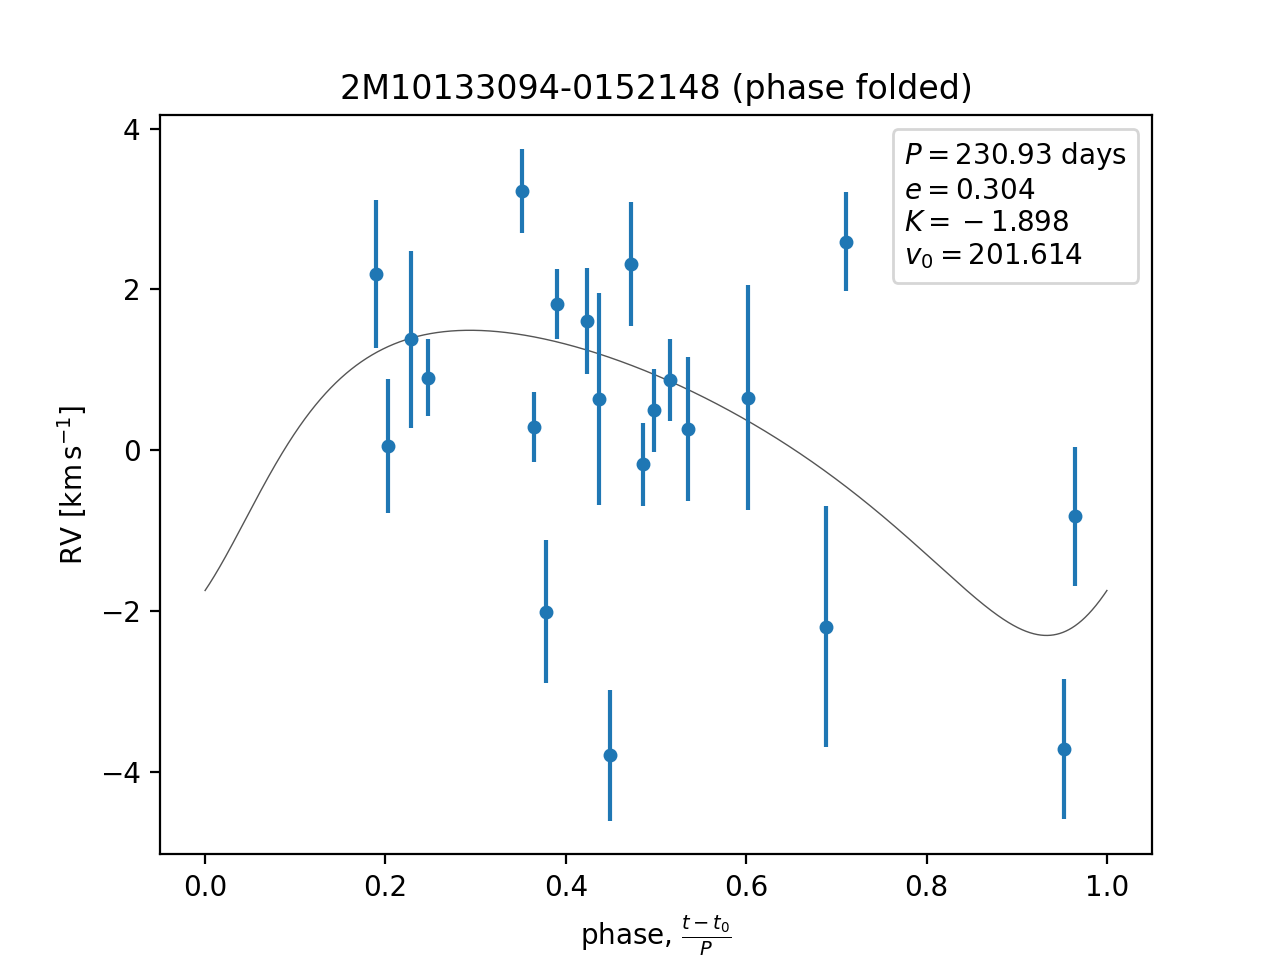 2M10133094-0152148 (phase folded)
P = 230.93 days
e = 0.304
K = −1.898
v₀ = 201.614
4
2
0
−2
−4
RV [km s⁻¹]
0.0 0.2 0.4 0.6 0.8 1.0
phase, (t − t₀)/P